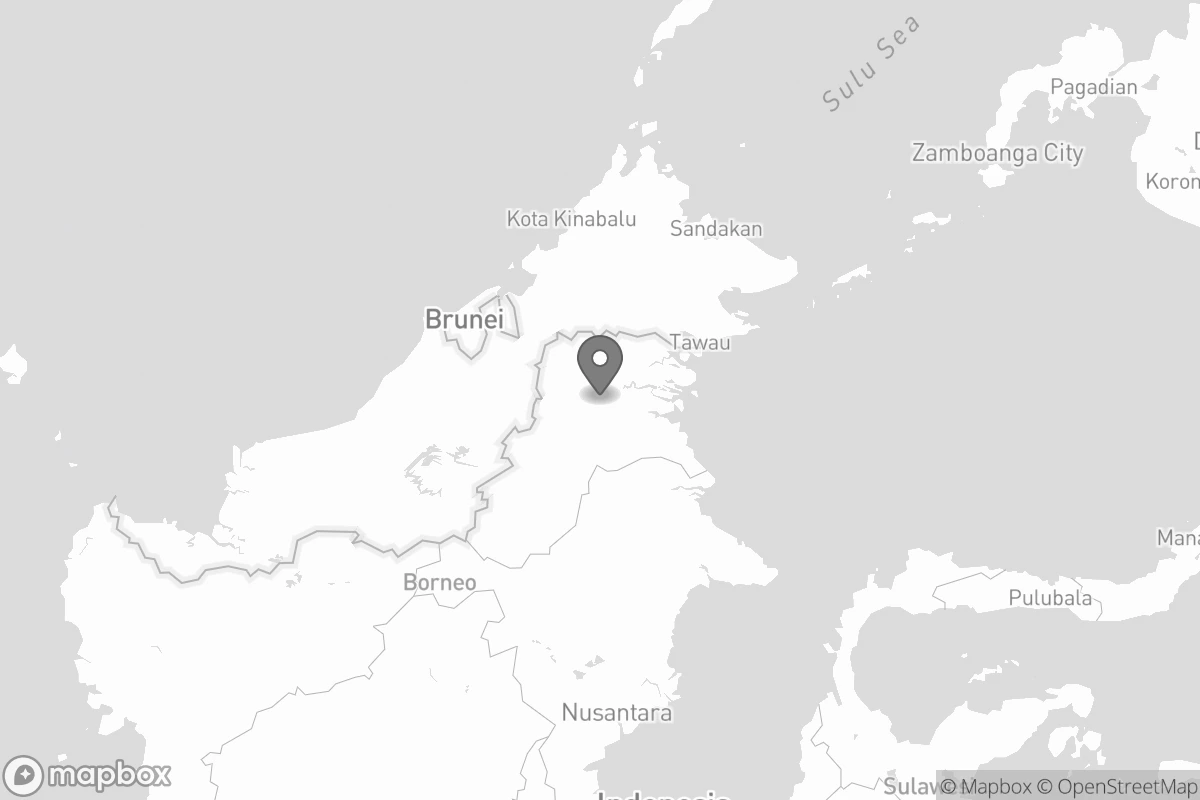 Sulu Sea
Pagadian
Zamboanga City
D
Koron
Kota Kinabalu
Sandakan
Brunei
Tawau
Mana
Borneo
Pulubala
Nusantara
mapbox
Sulawes
© Mapbox © OpenStreetMap
Indonesia